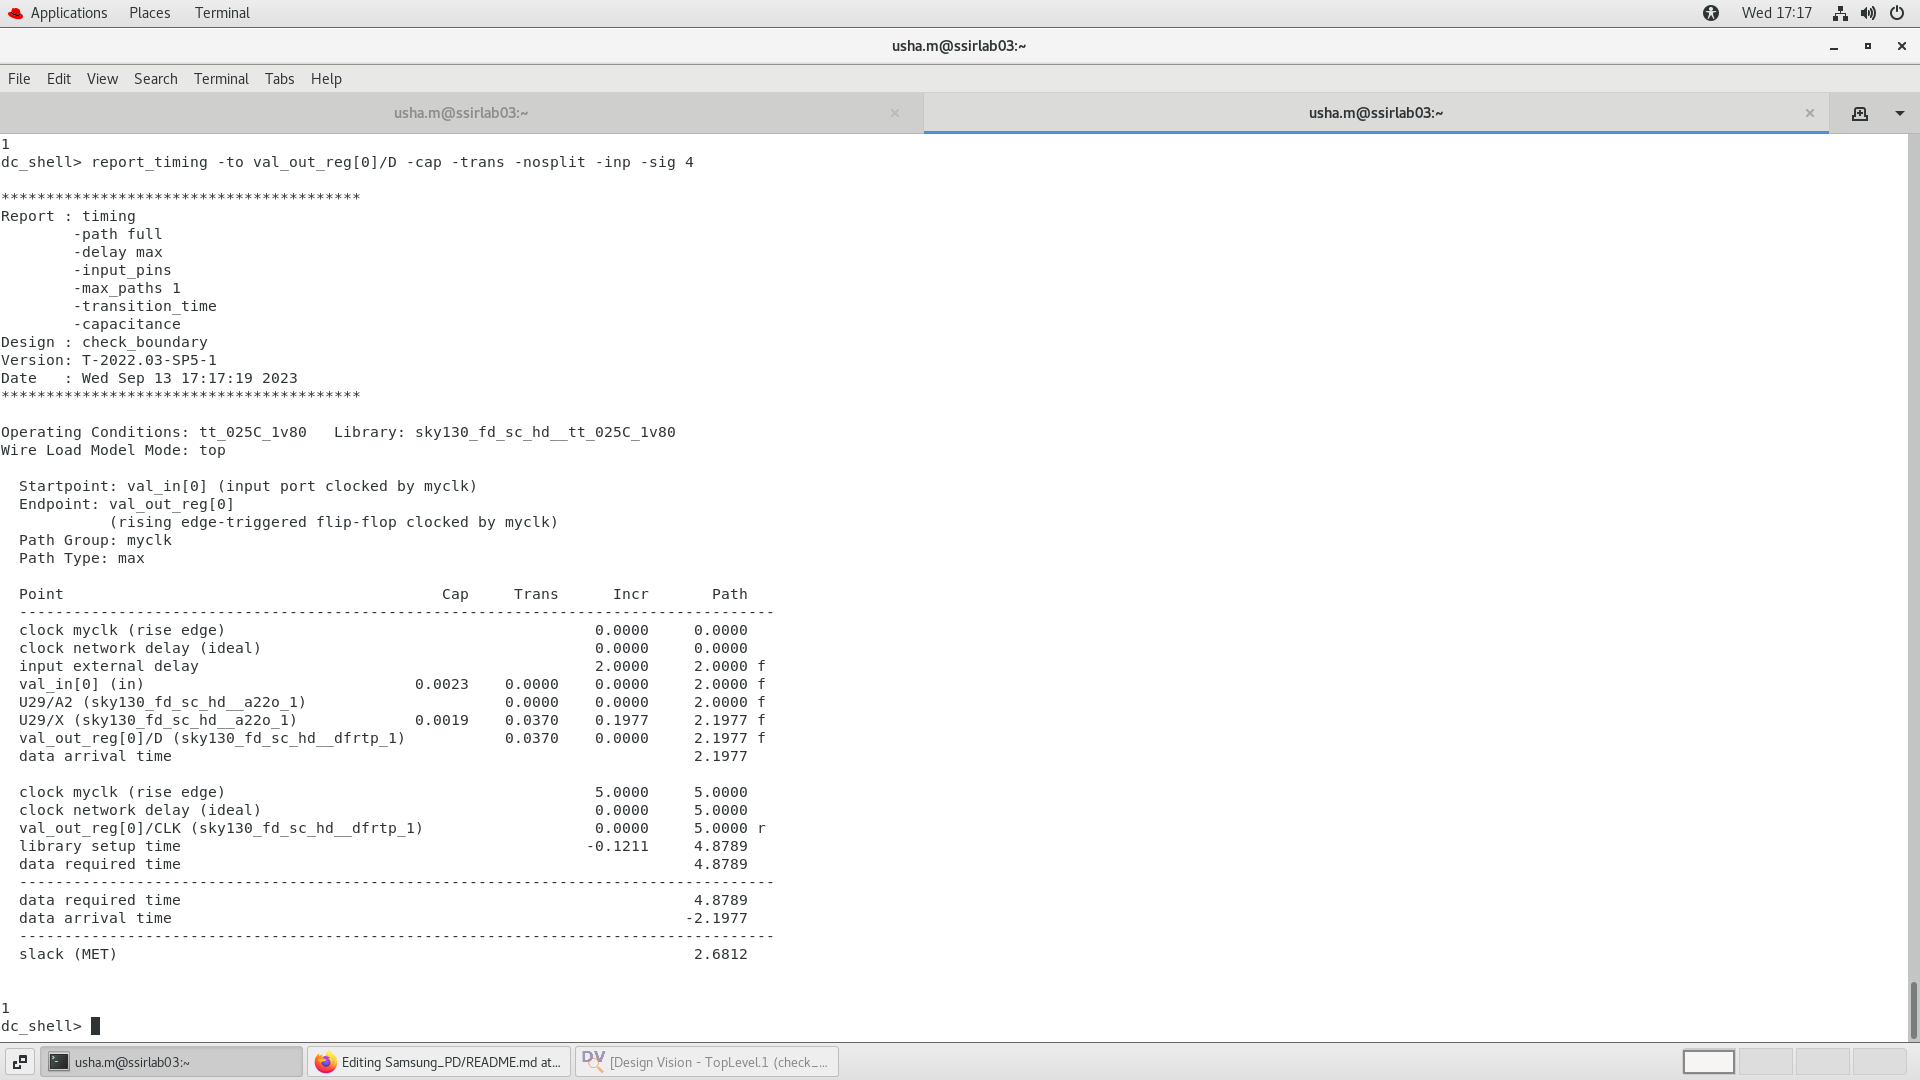 Applications Places Terminal Wed 17:17
usha.m@ssirlab03:~
File Edit View Search Terminal Tabs Help
usha.m@ssirlab03:~ × usha.m@ssirlab03:~ ×
1
dc_shell> report_timing -to val_out_reg[0]/D -cap -trans -nosplit -inp -sig 4
****************************************
Report : timing
        -path full
        -delay max
        -input_pins
        -max_paths 1
        -transition_time
        -capacitance
Design : check_boundary
Version: T-2022.03-SP5-1
Date   : Wed Sep 13 17:17:19 2023
****************************************
Operating Conditions: tt_025C_1v80   Library: sky130_fd_sc_hd__tt_025C_1v80
Wire Load Model Mode: top
  Startpoint: val_in[0] (input port clocked by myclk)
  Endpoint: val_out_reg[0]
            (rising edge-triggered flip-flop clocked by myclk)
  Path Group: myclk
  Path Type: max
  Point                                          Cap     Trans      Incr       Path
  ------------------------------------------------------------------------------------
  clock myclk (rise edge)                                         0.0000     0.0000
  clock network delay (ideal)                                     0.0000     0.0000
  input external delay                                            2.0000     2.0000 f
  val_in[0] (in)                              0.0023    0.0000    0.0000     2.0000 f
  U29/A2 (sky130_fd_sc_hd__a22o_1)                      0.0000    0.0000     2.0000 f
  U29/X (sky130_fd_sc_hd__a22o_1)             0.0019    0.0370    0.1977     2.1977 f
  val_out_reg[0]/D (sky130_fd_sc_hd__dfrtp_1)           0.0370    0.0000     2.1977 f
  data arrival time                                                          2.1977
  clock myclk (rise edge)                                         5.0000     5.0000
  clock network delay (ideal)                                     0.0000     5.0000
  val_out_reg[0]/CLK (sky130_fd_sc_hd__dfrtp_1)                   0.0000     5.0000 r
  library setup time                                             -0.1211     4.8789
  data required time                                                         4.8789
  ------------------------------------------------------------------------------------
  data required time                                                         4.8789
  data arrival time                                                         -2.1977
  ------------------------------------------------------------------------------------
  slack (MET)                                                                2.6812
1
dc_shell>
usha.m@ssirlab03:~ Editing Samsung_PD/README.md at... DV [Design Vision - TopLevel.1 (check_...